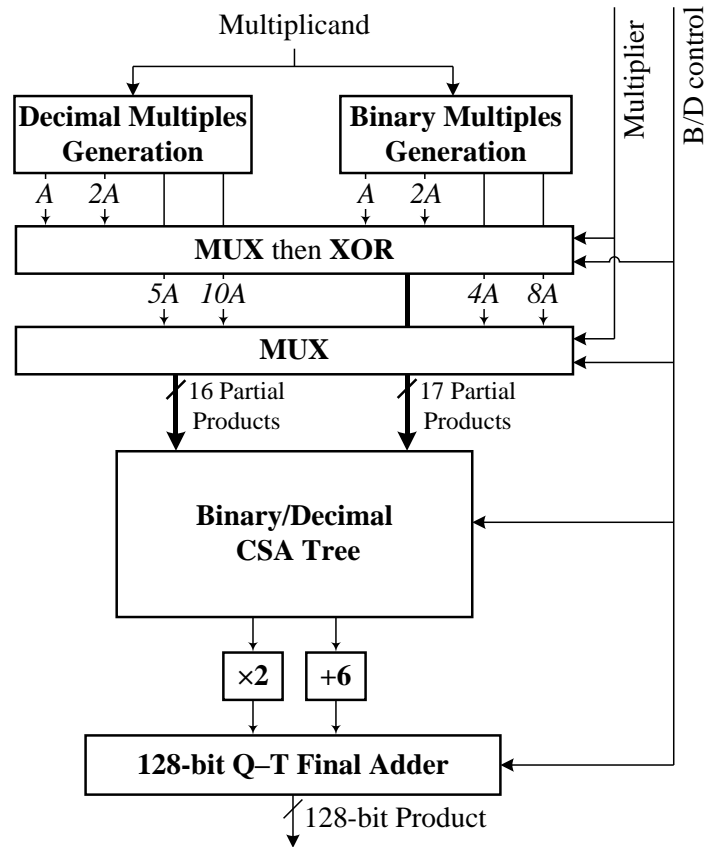 Multiplicand
Multiplier
B/D control
Decimal Multiples
Generation
Binary Multiples
Generation
A 2A
A 2A
MUX then XOR
5A 10A
4A 8A
MUX
16 Partial
Products
17 Partial
Products
Binary/Decimal
CSA Tree
×2
+6
128-bit Q–T Final Adder
128-bit Product